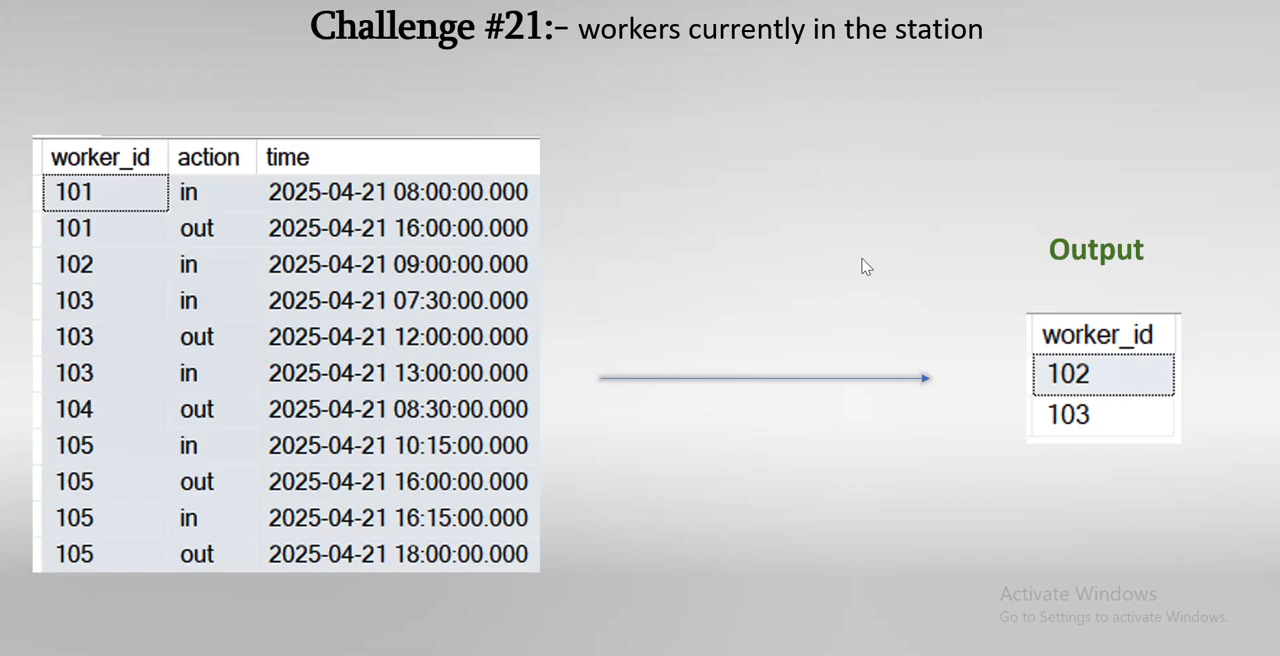 Challenge #21:- workers currently in the station
worker_id action time
101 in 2025-04-21 08:00:00.000
101 out 2025-04-21 16:00:00.000
102 in 2025-04-21 09:00:00.000
103 in 2025-04-21 07:30:00.000
103 out 2025-04-21 12:00:00.000
103 in 2025-04-21 13:00:00.000
104 out 2025-04-21 08:30:00.000
105 in 2025-04-21 10:15:00.000
105 out 2025-04-21 16:00:00.000
105 in 2025-04-21 16:15:00.000
105 out 2025-04-21 18:00:00.000
Output
worker_id
102
103
Activate Windows
Go to Settings to activate Windows.